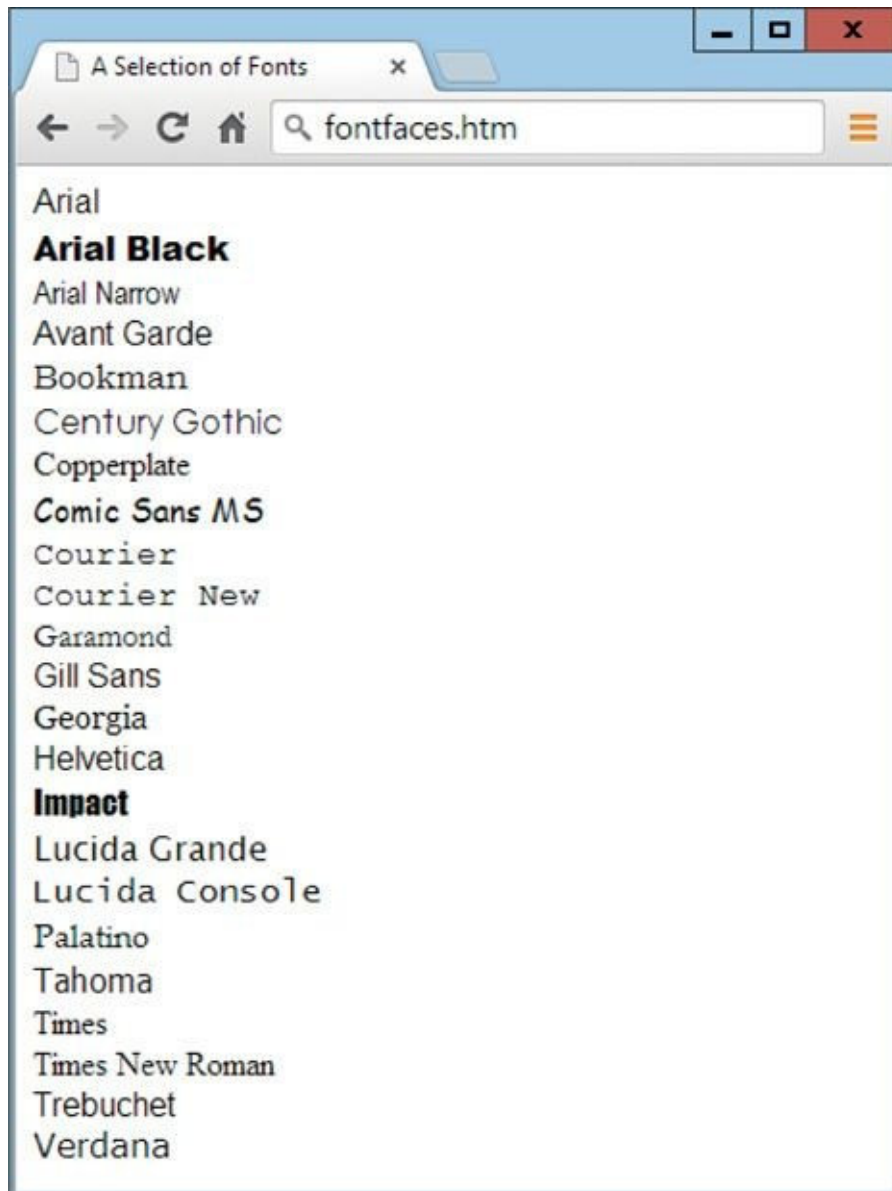 A Selection of Fonts
fontfaces.htm
Arial
Arial Black
Arial Narrow
Avant Garde
Bookman
Century Gothic
Copperplate
Comic Sans MS
Courier
Courier New
Garamond
Gill Sans
Georgia
Helvetica
Impact
Lucida Grande
Lucida Console
Palatino
Tahoma
Times
Times New Roman
Trebuchet
Verdana